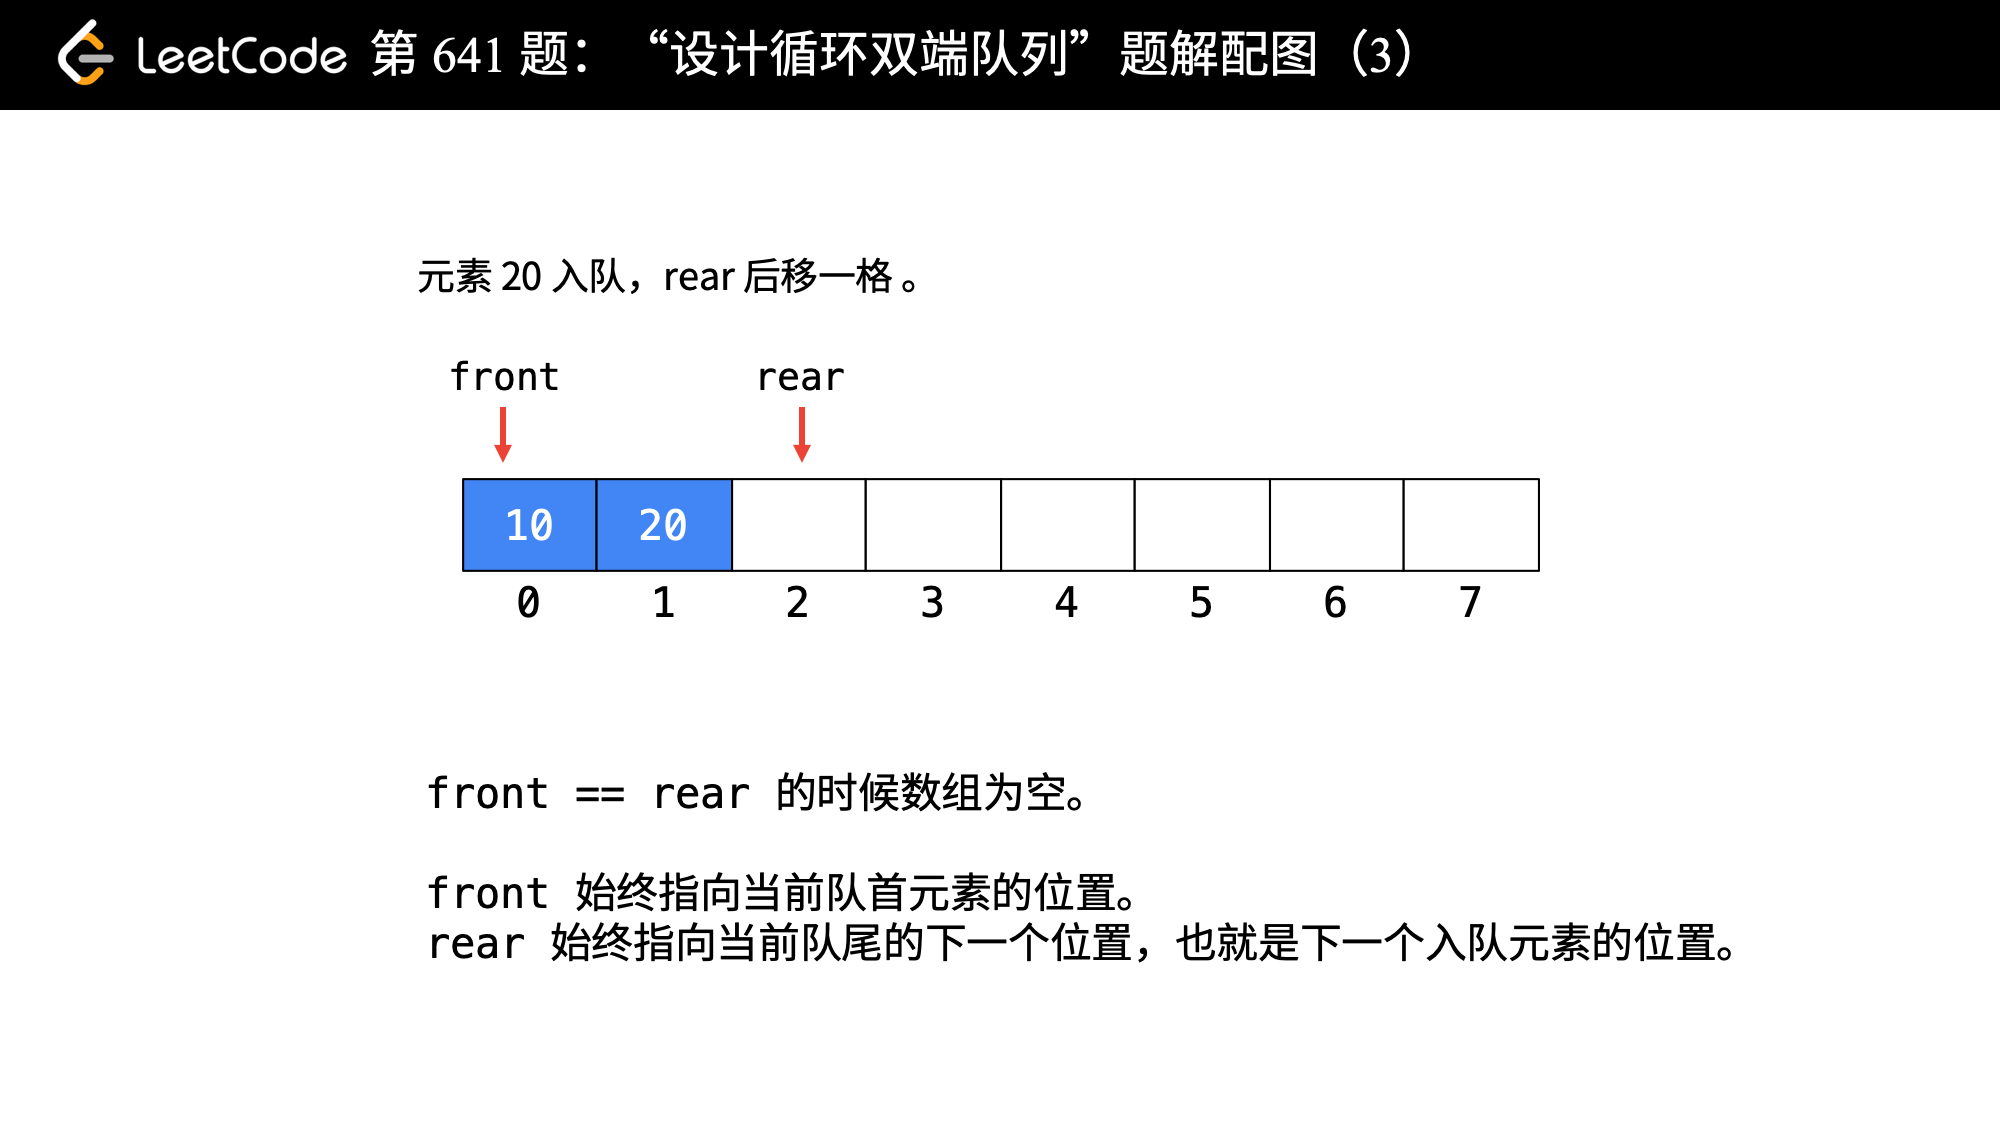 LeetCode 第 641 题：“设计循环双端队列”题解配图（3）
元素 20 入队，rear 后移一格 。
front rear
10 20
0 1 2 3 4 5 6 7
front == rear 的时候数组为空。
front 始终指向当前队首元素的位置。
rear 始终指向当前队尾的下一个位置，也就是下一个入队元素的位置。